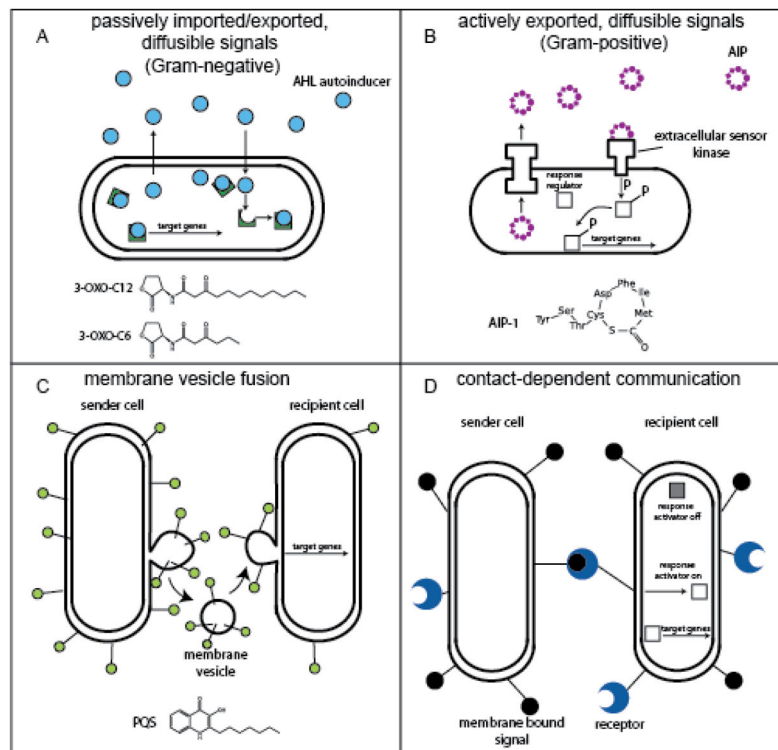 A
passively imported/exported,
diffusible signals
(Gram-negative)
AHL autoinducer
target genes
3-OXO-C12
O
O
O
N
H
O
3-OXO-C6
O
O
O
N
H
O
B
actively exported, diffusible signals
(Gram-positive)
AIP
extracellular sensor
kinase
response
regulator
P
P
P
target genes
AIP-1
Tyr
Ser
Thr
Cys
Asp
Phe
Ile
Met
S
C
O
C
membrane vesicle fusion
sender cell
recipient cell
target genes
membrane
vesicle
PQS
O
OH
N
H
D
contact-dependent communication
sender cell
recipient cell
response
activator off
response
activator on
target genes
membrane bound
signal
receptor